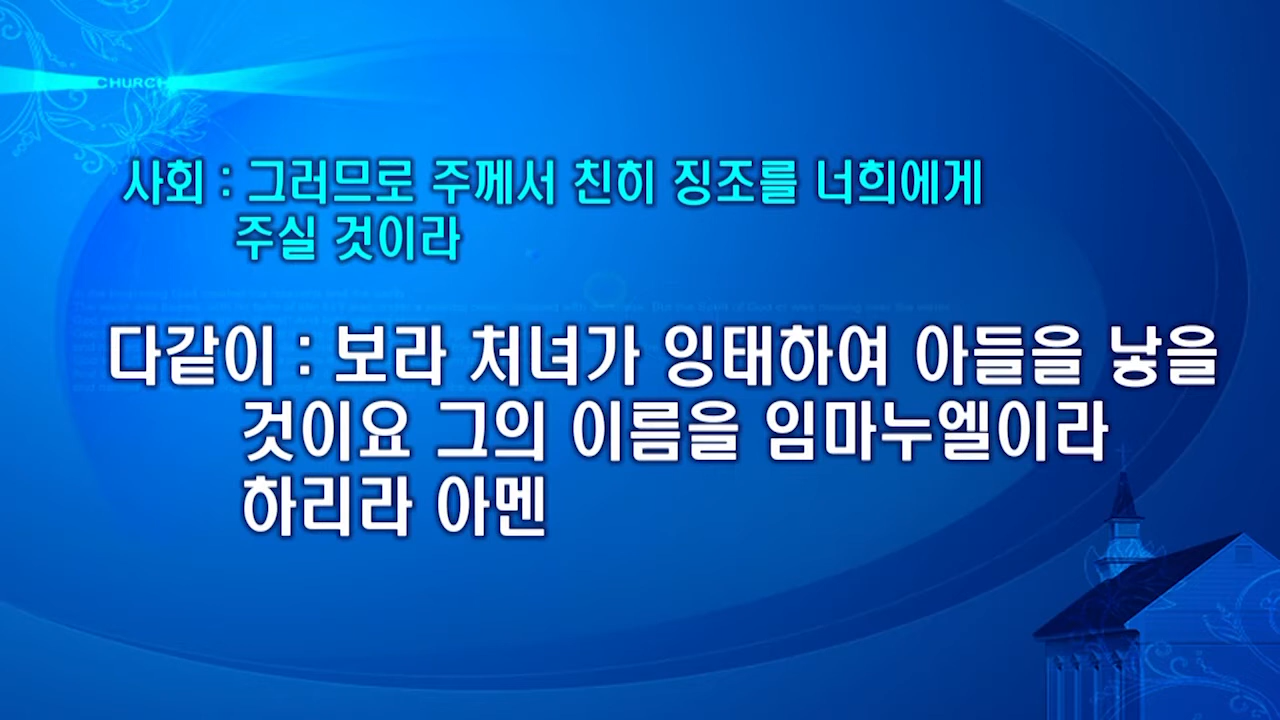 CHURCH
사회 : 그러므로 주께서 친히 징조를 너희에게
주실 것이라
다같이 : 보라 처녀가 잉태하여 아들을 낳을
것이요 그의 이름을 임마누엘이라
하리라 아멘